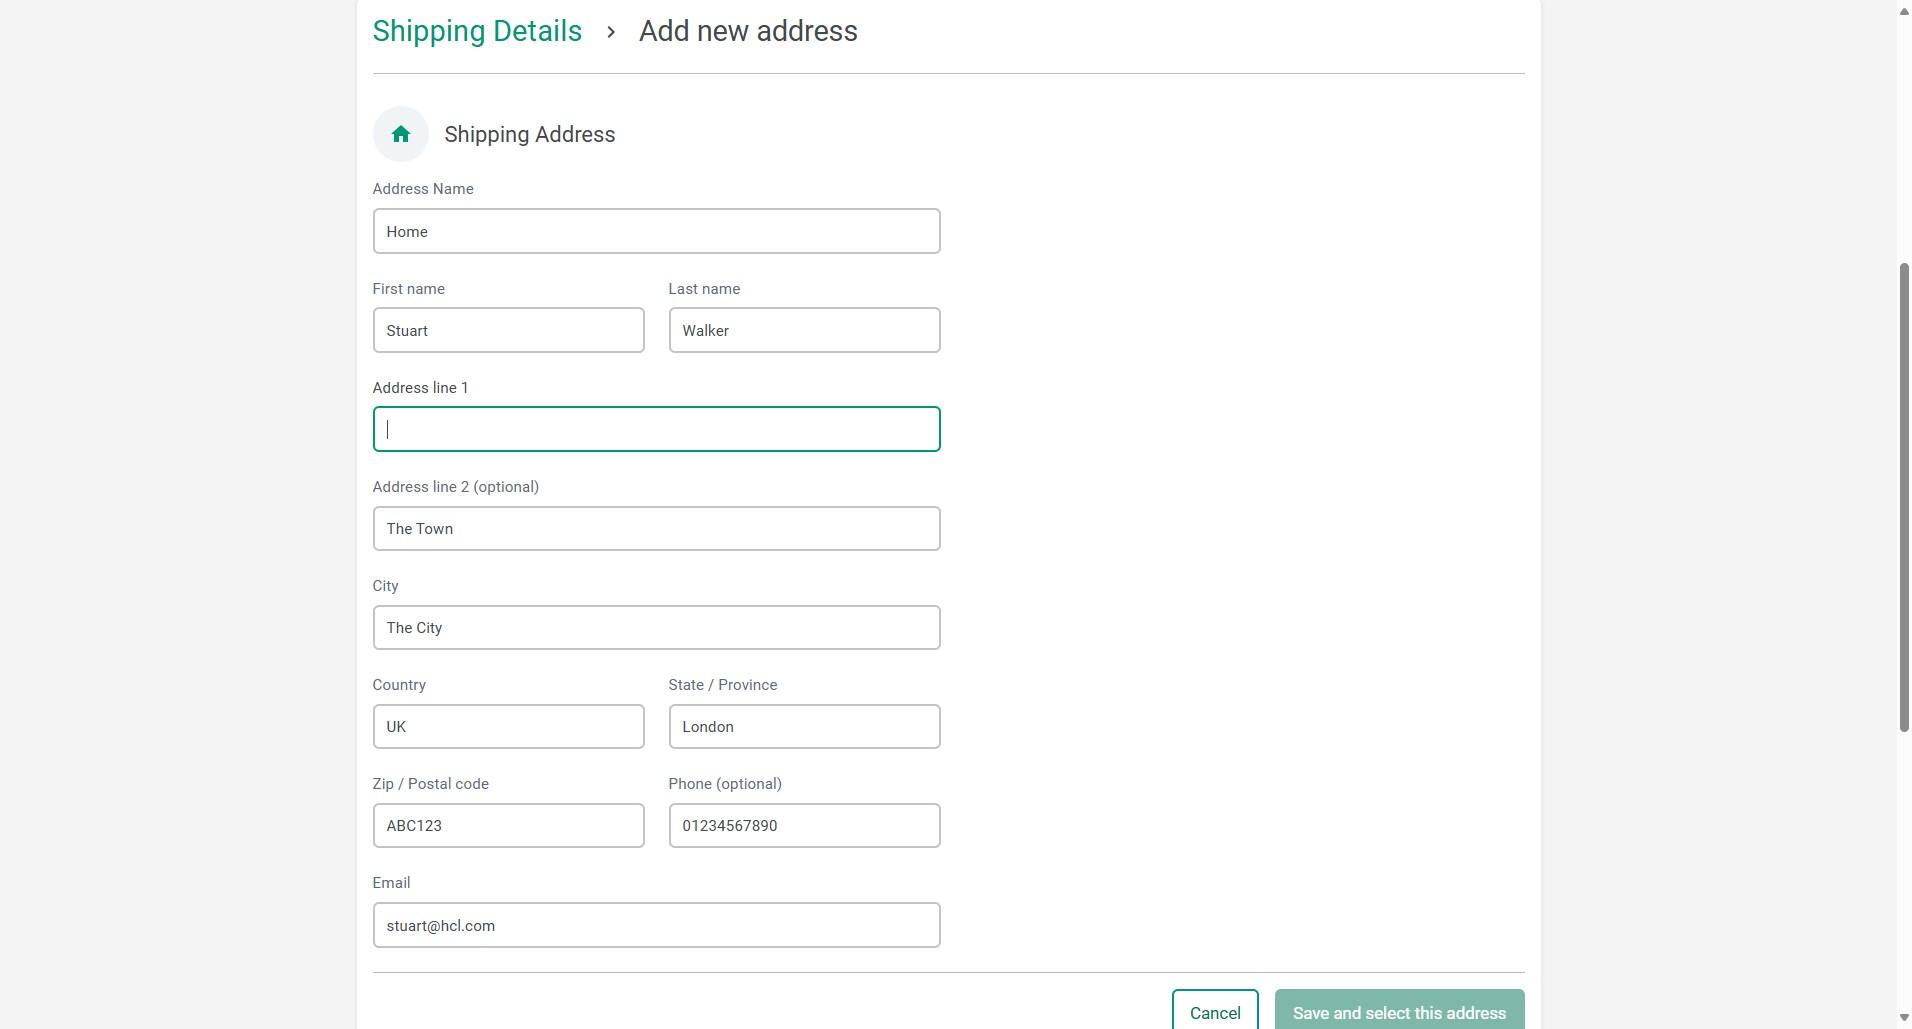 Shipping Details > Add new address
Shipping Address
Address Name
Home
First name Last name
Stuart Walker
Address line 1
Address line 2 (optional)
The Town
City
The City
Country State / Province
UK London
Zip / Postal code Phone (optional)
ABC123 01234567890
Email
stuart@hcl.com
Cancel Save and select this address